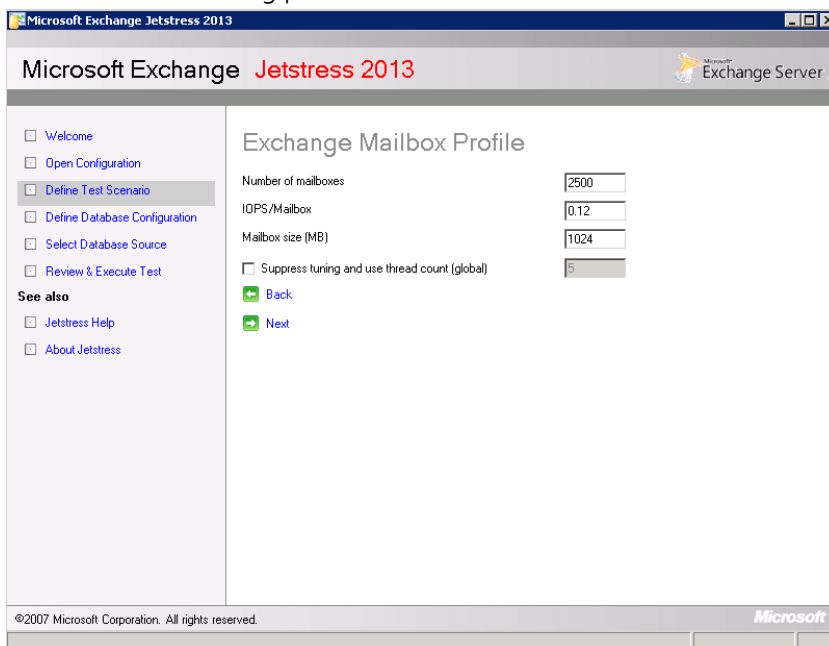 Microsoft Exchange Jetstress 2013
Microsoft Exchange Jetstress 2013
Microsoft
Exchange Server
Welcome
Open Configuration
Define Test Scenario
Define Database Configuration
Select Database Source
Review & Execute Test
See also
Jetstress Help
About Jetstress
Exchange Mailbox Profile
Number of mailboxes 2500
IOPS/Mailbox 0.12
Mailbox size (MB) 1024
Suppress tuning and use thread count (global) 5
Back
Next
©2007 Microsoft Corporation. All rights reserved.
Microsoft